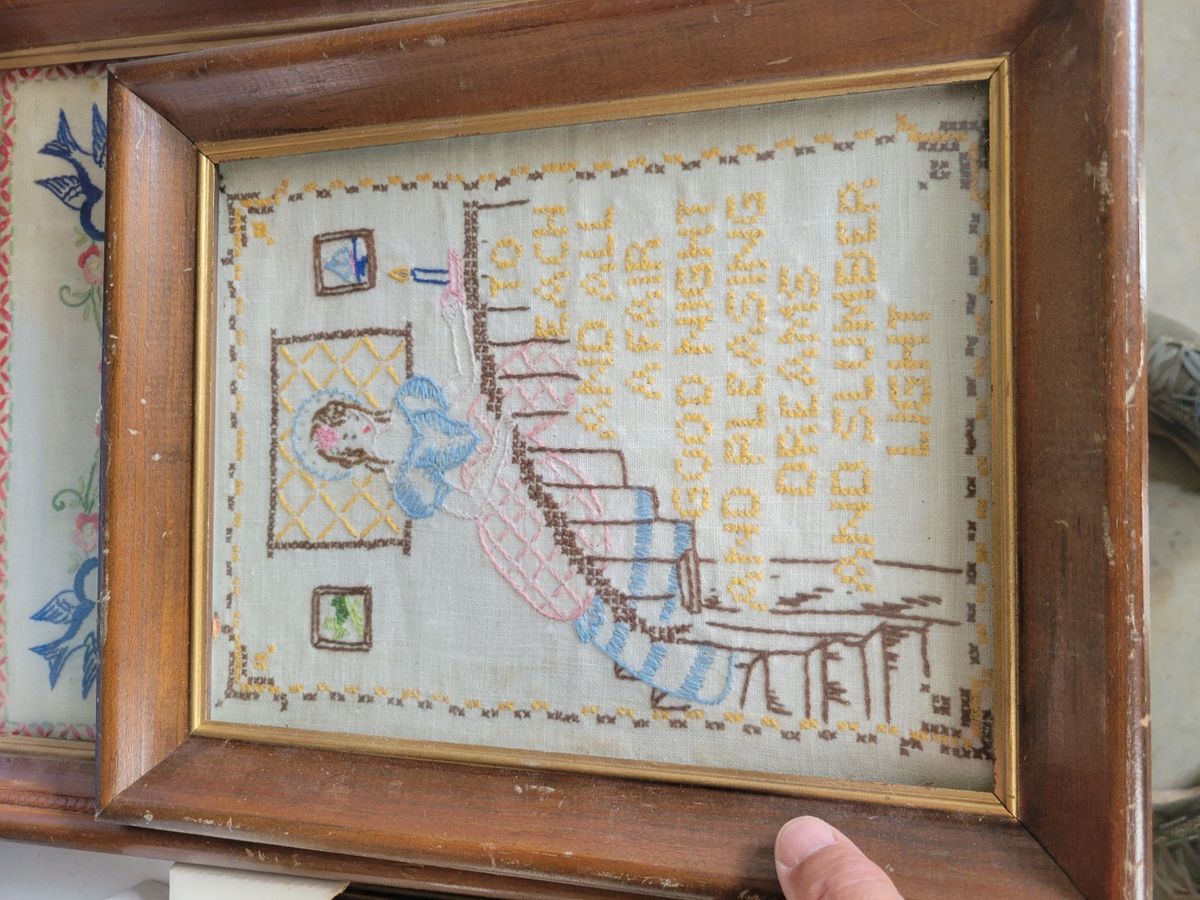 TO
EACH
AND ALL
A FAIR
GOOD NIGHT
AND PLEASING
DREAMS
AND SLUMBER
LIGHT